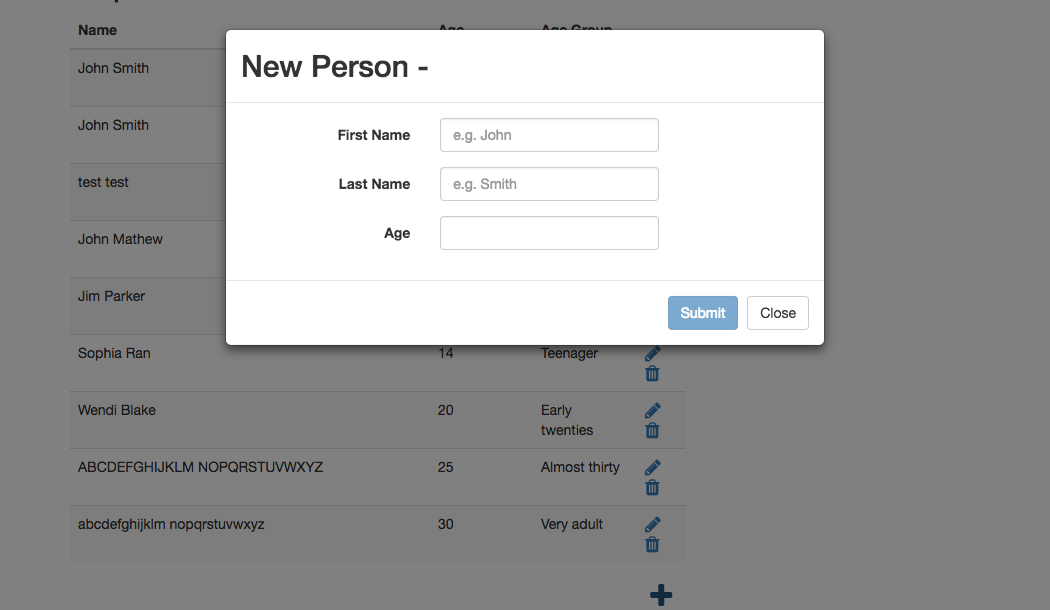 Name Age Age Group
New Person -
John Smith
First Name e.g. John
John Smith
Last Name e.g. Smith
test test
Age
John Mathew
Jim Parker
Submit Close
Sophia Ran 14 Teenager
Wendi Blake 20 Early
twenties
ABCDEFGHIJKLM NOPQRSTUVWXYZ 25 Almost thirty
abcdefghijklm nopqrstuvwxyz 30 Very adult